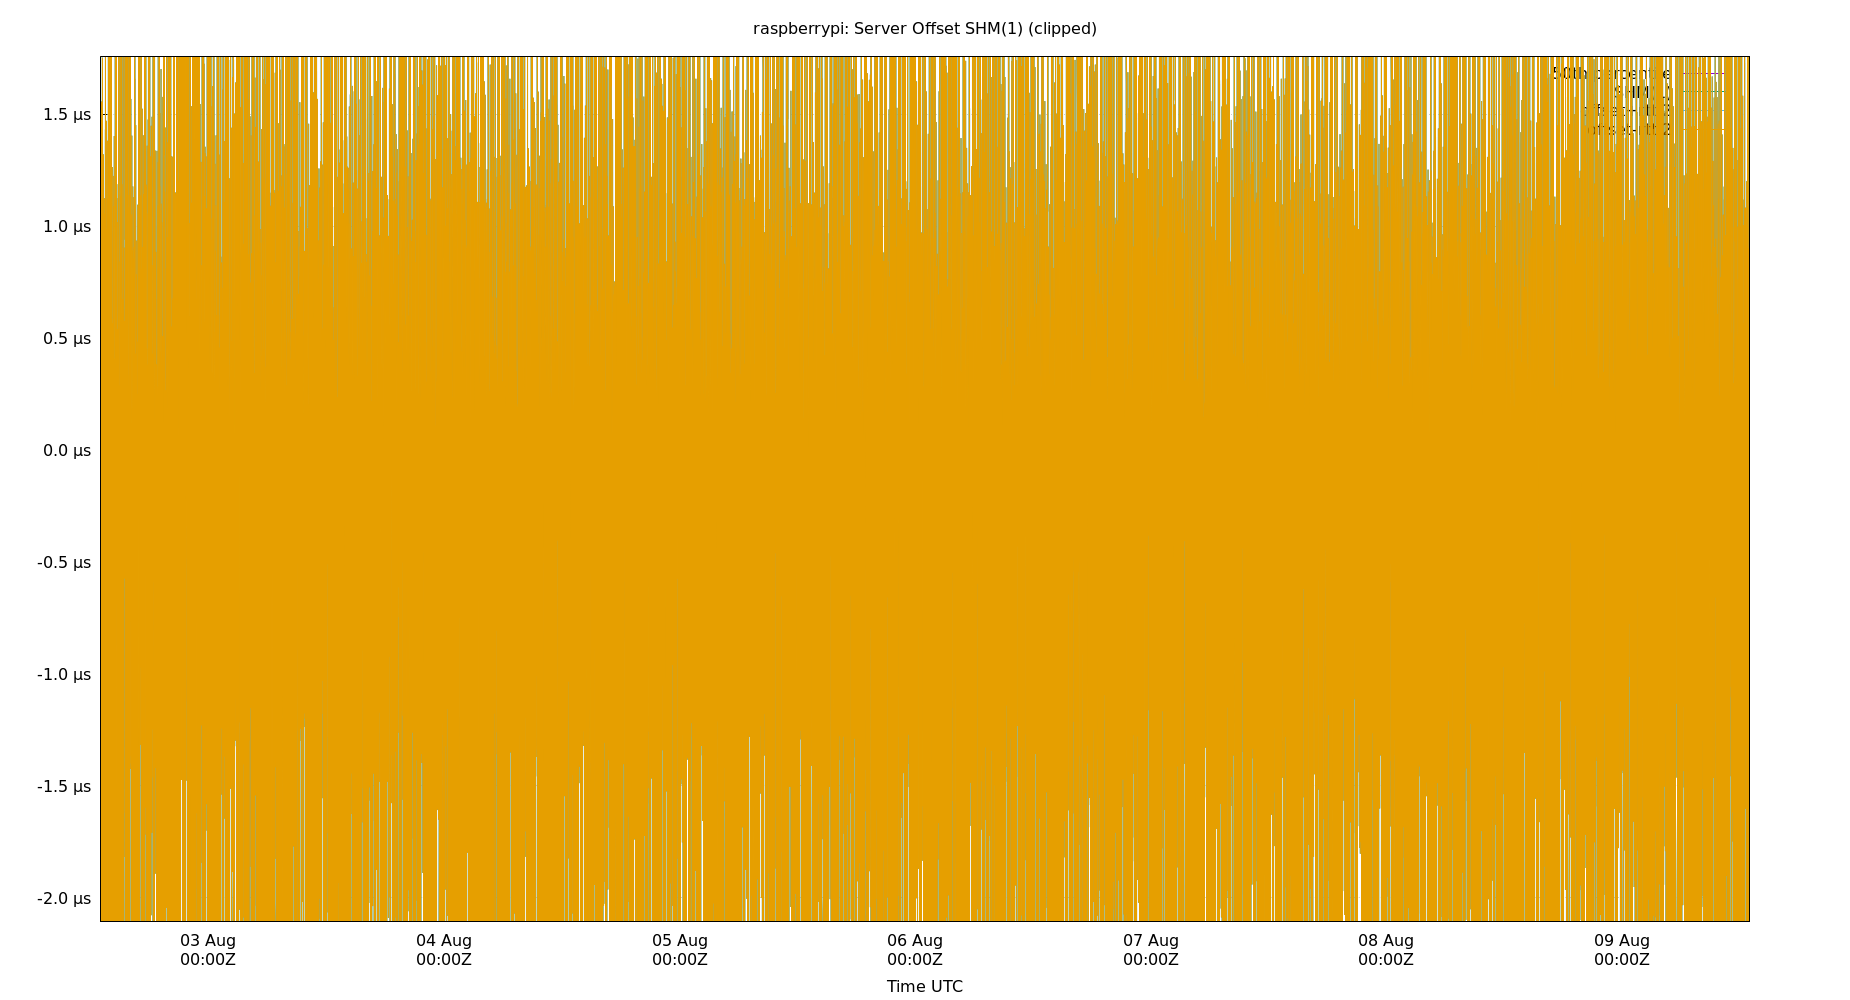 raspberrypi: Server Offset SHM(1) (clipped)
1.5 µs
1.0 µs
0.5 µs
0.0 µs
-0.5 µs
-1.0 µs
-1.5 µs
-2.0 µs
03 Aug 04 Aug 05 Aug 06 Aug 07 Aug 08 Aug 09 Aug
00:00Z 00:00Z 00:00Z 00:00Z 00:00Z 00:00Z 00:00Z
Time UTC